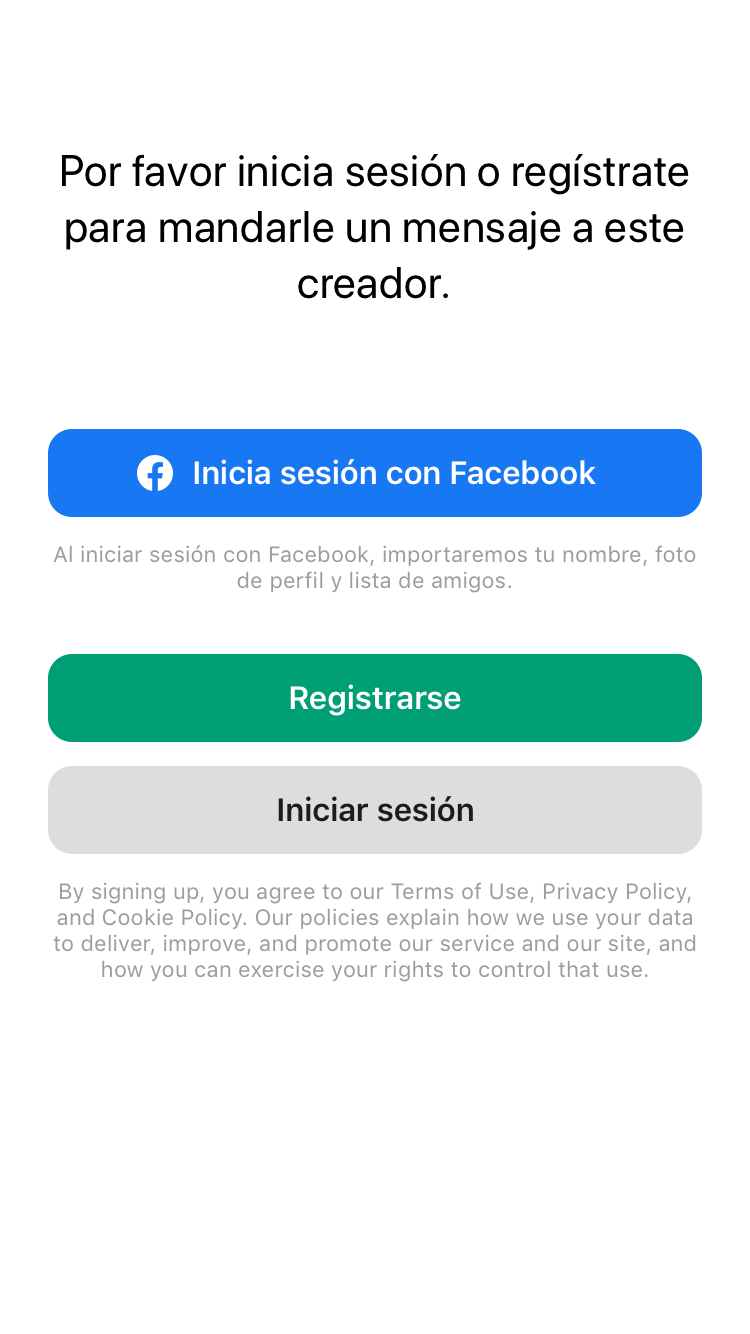 Por favor inicia sesión o regístrate
para mandarle un mensaje a este
creador.
Inicia sesión con Facebook
Al iniciar sesión con Facebook, importaremos tu nombre, foto
de perfil y lista de amigos.
Registrarse
Iniciar sesión
By signing up, you agree to our Terms of Use, Privacy Policy,
and Cookie Policy. Our policies explain how we use your data
to deliver, improve, and promote our service and our site, and
how you can exercise your rights to control that use.